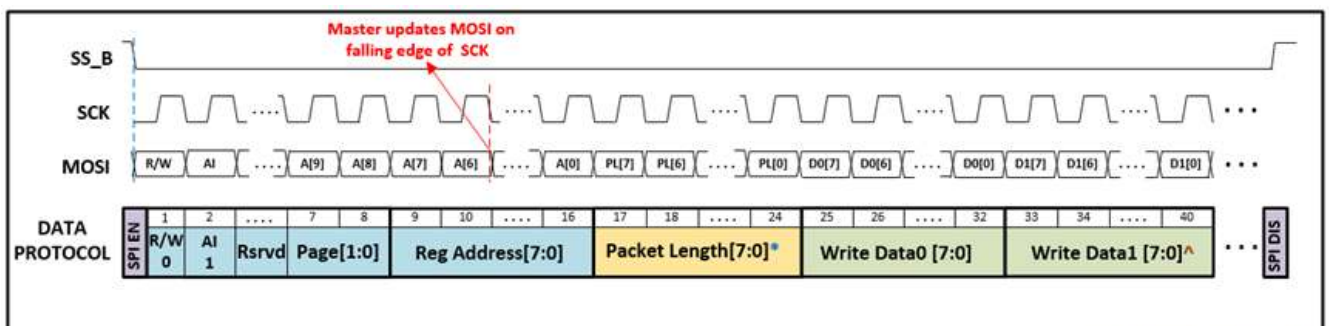 Master updates MOSI on
falling edge of SCK
SS_B
SCK .... .... .... .... .... ...
MOSI R/W AI .... A[9] A[8] A[7] A[6] .... A[0] PL[7] PL[6] .... PL[0] D0[7] D0[6] .... D0[0] D1[7] D1[6] .... D1[0] ...
DATA
PROTOCOL
SPI EN
1 2 .... 7 8 9 10 .... 16 17 18 .... 24 25 26 .... 32 33 34 .... 40
R/W
0
AI
1
Rsrvd Page[1:0] Reg Address[7:0] Packet Length[7:0]* Write Data0 [7:0] Write Data1 [7:0]^ ...
SPI DIS